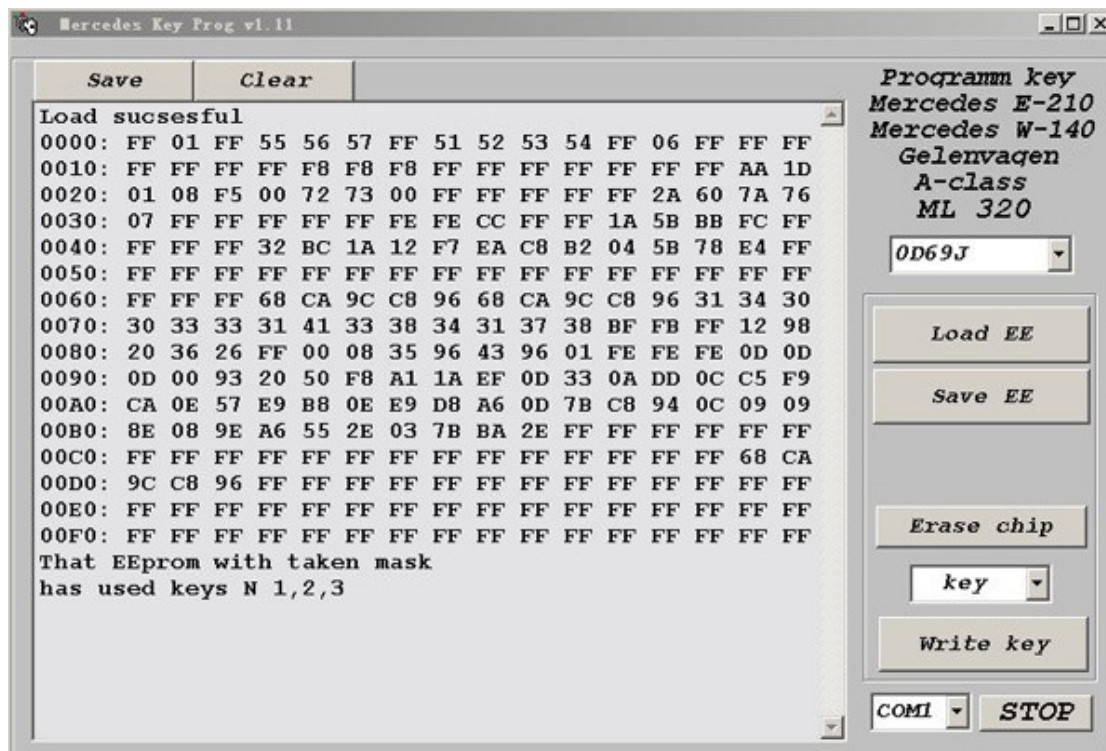 Mercedes Key Prog v1.11
Save
Clear
Load sucsesful
0000: FF 01 FF 55 56 57 FF 51 52 53 54 FF 06 FF FF FF
0010: FF FF FF FF F8 F8 F8 FF FF FF FF FF FF FF AA 1D
0020: 01 08 F5 00 72 73 00 FF FF FF FF FF 2A 60 7A 76
0030: 07 FF FF FF FF FF FE FE CC FF FF 1A 5B BB FC FF
0040: FF FF FF 32 BC 1A 12 F7 EA C8 B2 04 5B 78 E4 FF
0050: FF FF FF FF FF FF FF FF FF FF FF FF FF FF FF FF
0060: FF FF FF 68 CA 9C C8 96 68 CA 9C C8 96 31 34 30
0070: 30 33 33 31 41 33 38 34 31 37 38 BF FB FF 12 98
0080: 20 36 26 FF 00 08 35 96 43 96 01 FE FE FE 0D 0D
0090: 0D 00 93 20 50 F8 A1 1A EF 0D 33 0A DD 0C C5 F9
00A0: CA 0E 57 E9 B8 0E E9 D8 A6 0D 7B C8 94 0C 09 09
00B0: 8E 08 9E A6 55 2E 03 7B BA 2E FF FF FF FF FF FF
00C0: FF FF FF FF FF FF FF FF FF FF FF FF FF FF 68 CA
00D0: 9C C8 96 FF FF FF FF FF FF FF FF FF FF FF FF FF
00E0: FF FF FF FF FF FF FF FF FF FF FF FF FF FF FF FF
00F0: FF FF FF FF FF FF FF FF FF FF FF FF FF FF FF FF
That EEprom with taken mask
has used keys N 1,2,3
Programm key
Mercedes E-210
Mercedes W-140
Gelenvagen
A-class
ML 320
0D69J
Load EE
Save EE
Erase chip
key
Write key
COM1
STOP